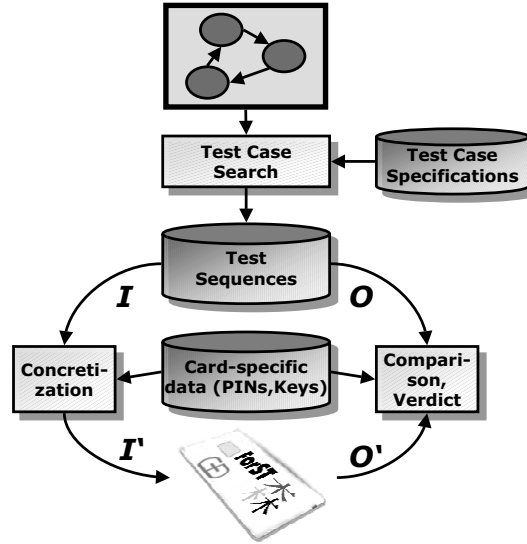 Test Case
Search
Test Case
Specifications
Test
Sequences
I
O
Concreti-
zation
Card-specific
data (PINs,Keys)
Compari-
son,
Verdict
I'
O'
ForST